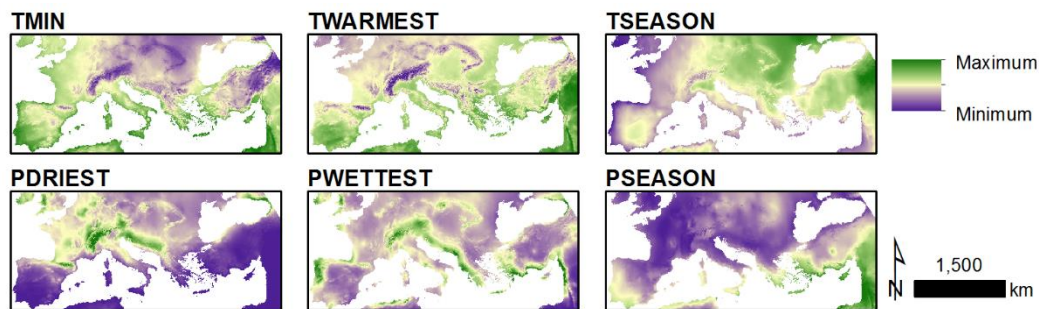 TMIN
TWARMEST
TSEASON
Maximum
Minimum
PDRIEST
PWETTEST
PSEASON
N
1,500
km